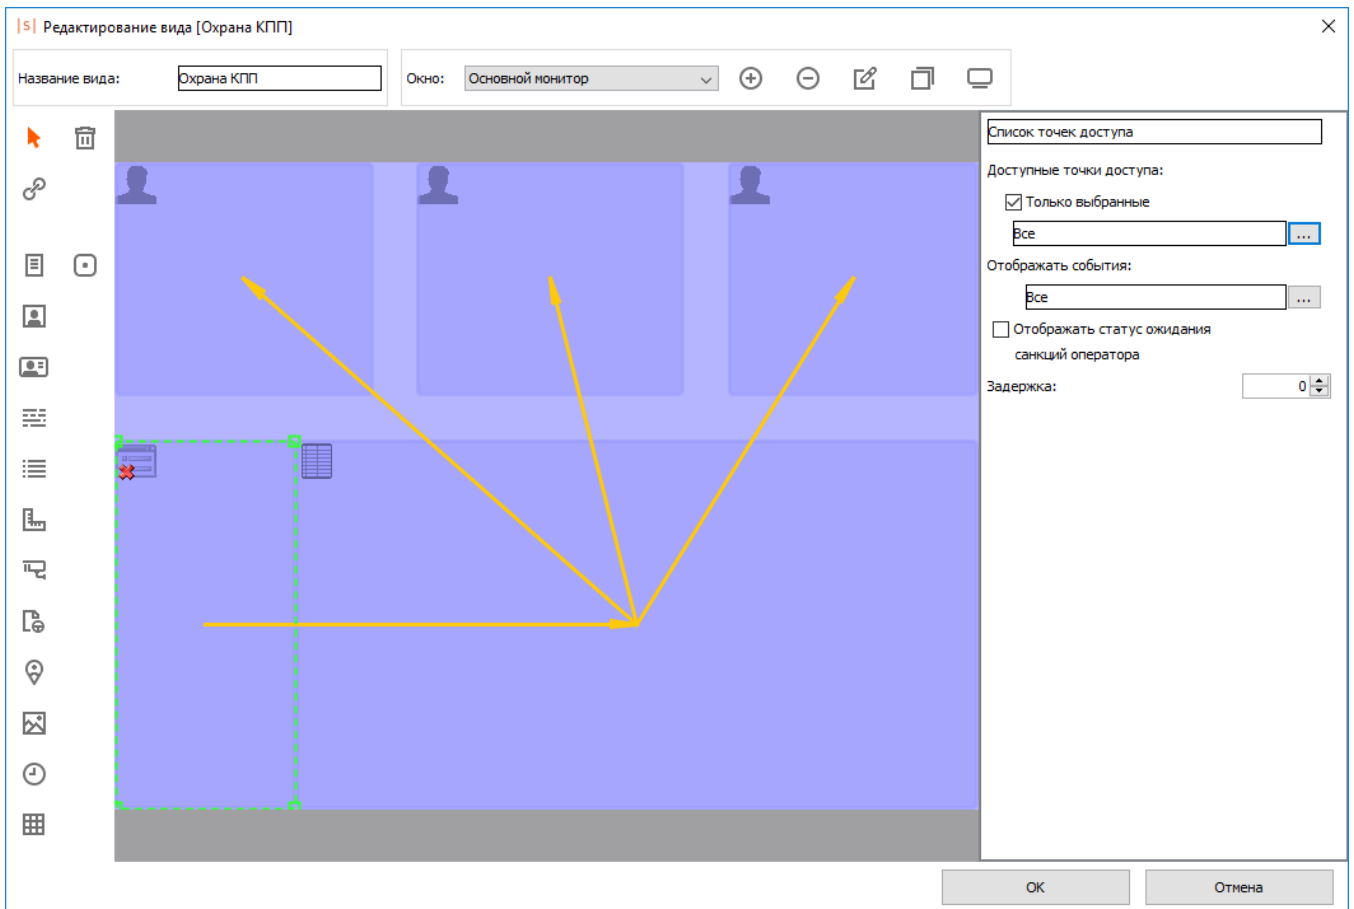 |S| Редактирование вида [Охрана КПП]
Название вида: Охрана КПП Окно: Основной монитор
Список точек доступа
Доступные точки доступа:
Только выбранные
Все ...
Отображать события:
Все ...
Отображать статус ожидания
санкций оператора
Задержка: 0
ОК Отмена